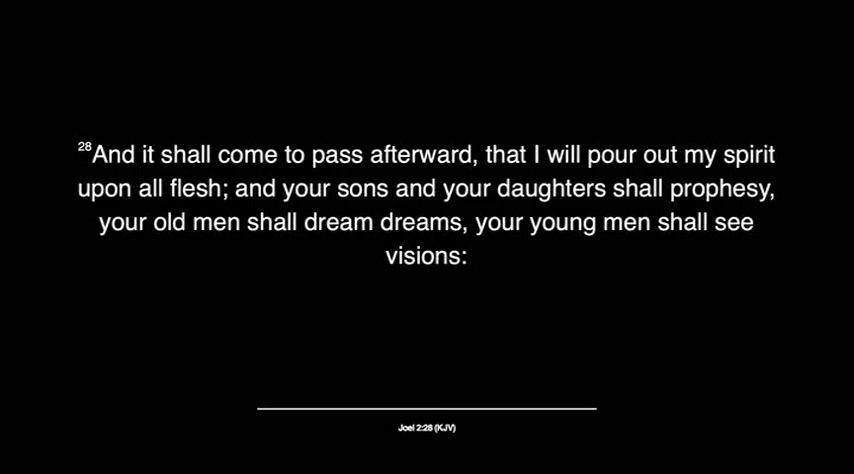 28And it shall come to pass afterward, that I will pour out my spirit
upon all flesh; and your sons and your daughters shall prophesy,
your old men shall dream dreams, your young men shall see
visions:
Joel 2:28 (KJV)